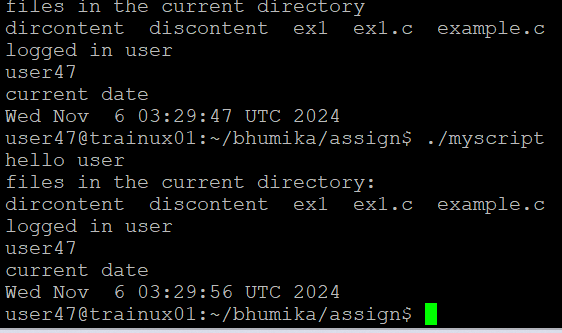 files in the current directory
dircontent  discontent  ex1  ex1.c  example.c
logged in user
user47
current date
Wed Nov  6 03:29:47 UTC 2024
user47@trainux01:~/bhumika/assign$ ./myscript
hello user
files in the current directory:
dircontent  discontent  ex1  ex1.c  example.c
logged in user
user47
current date
Wed Nov  6 03:29:56 UTC 2024
user47@trainux01:~/bhumika/assign$